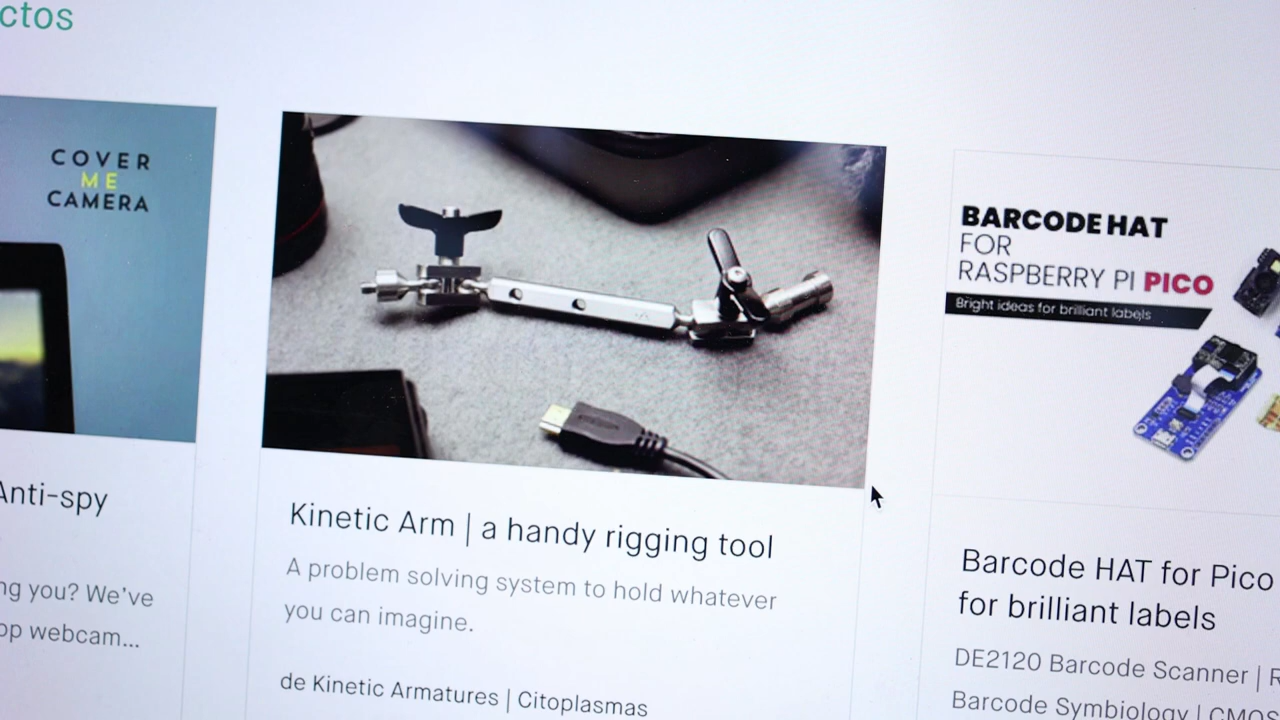 ctos
COVER
ME
CAMERA
Anti-spy
ng you? We've
op webcam...
Kinetic Arm | a handy rigging tool
A problem solving system to hold whatever
you can imagine.
de Kinetic Armatures | Citoplasmas
BARCODE HAT
FOR
RASPBERRY PI PICO
Bright ideas for brilliant labels
Barcode HAT for Pico
for brilliant labels
DE2120 Barcode Scanner | R
Barcode Symbiology | CMOS